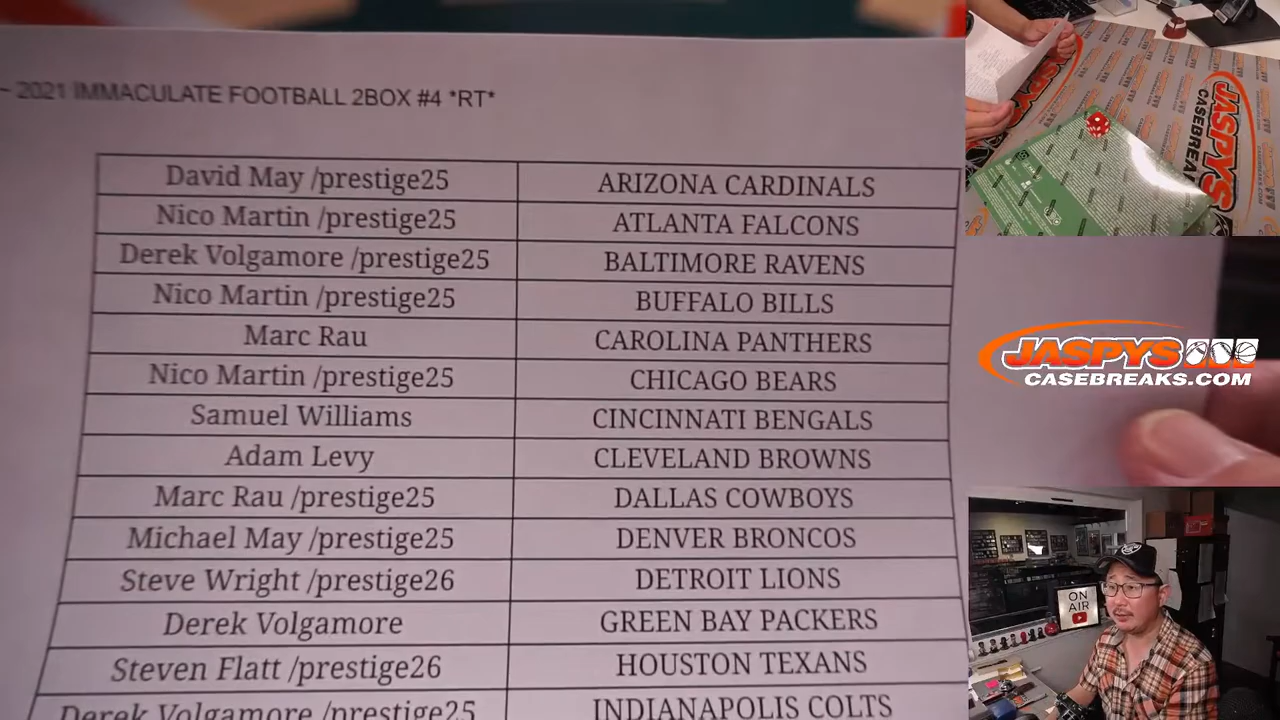 - 2021 IMMACULATE FOOTBALL 2BOX #4 *RT*
David May /prestige25 ARIZONA CARDINALS
Nico Martin /prestige25 ATLANTA FALCONS
Derek Volgamore /prestige25 BALTIMORE RAVENS
Nico Martin /prestige25 BUFFALO BILLS
Marc Rau CAROLINA PANTHERS
Nico Martin /prestige25 CHICAGO BEARS
Samuel Williams CINCINNATI BENGALS
Adam Levy CLEVELAND BROWNS
Marc Rau /prestige25 DALLAS COWBOYS
Michael May /prestige25 DENVER BRONCOS
Steve Wright /prestige26 DETROIT LIONS
Derek Volgamore GREEN BAY PACKERS
Steven Flatt /prestige26 HOUSTON TEXANS
Derek Volgamore /prestige25 INDIANAPOLIS COLTS
JASPYS
CASEBREAK
JASPYS
CASEBREAKS.COM
ON
AIR